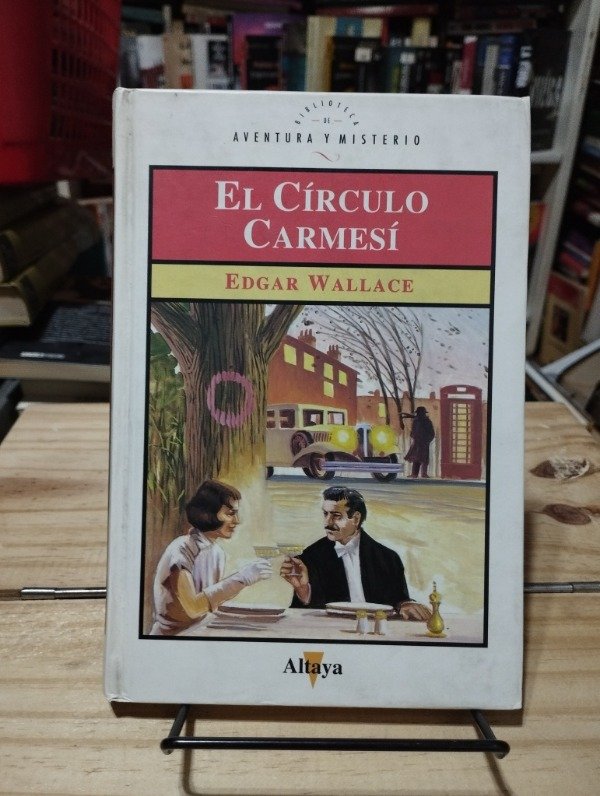 BIBLIOTECA
DE
AVENTURA Y MISTERIO
EL CÍRCULO
CARMESÍ
EDGAR WALLACE
Altaya